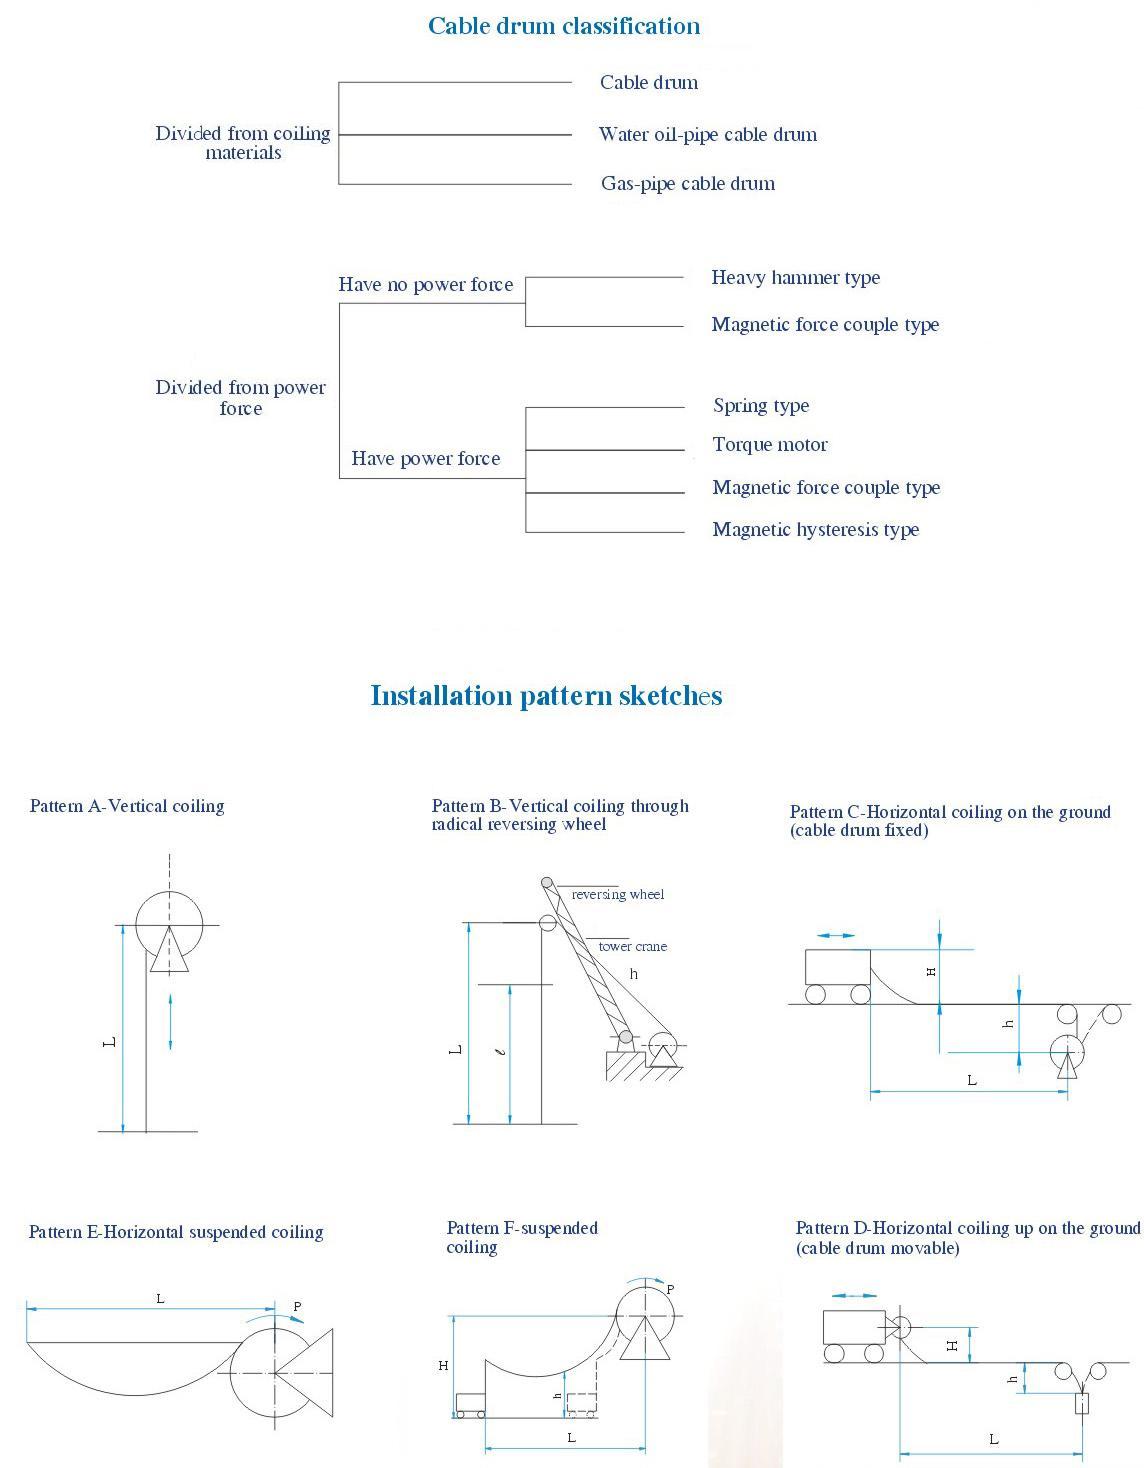 Cable drum classification
Cable drum
Divided from coiling
materials
Water oil-pipe cable drum
Gas-pipe cable drum
Have no power force
Heavy hammer type
Magnetic force couple type
Divided from power
force
Have power force
Spring type
Torque motor
Magnetic force couple type
Magnetic hysteresis type
Installation pattern sketches
Pattern A-Vertical coiling
L
Pattern B-Vertical coiling through
radical reversing wheel
reversing wheel
tower crane
h
L
ℓ
Pattern C-Horizontal coiling on the ground
(cable drum fixed)
H
h
L
Pattern E-Horizontal suspended coiling
L
P
Pattern F-suspended
coiling
P
H
h
L
Pattern D-Horizontal coiling up on the ground
(cable drum movable)
H
h
L